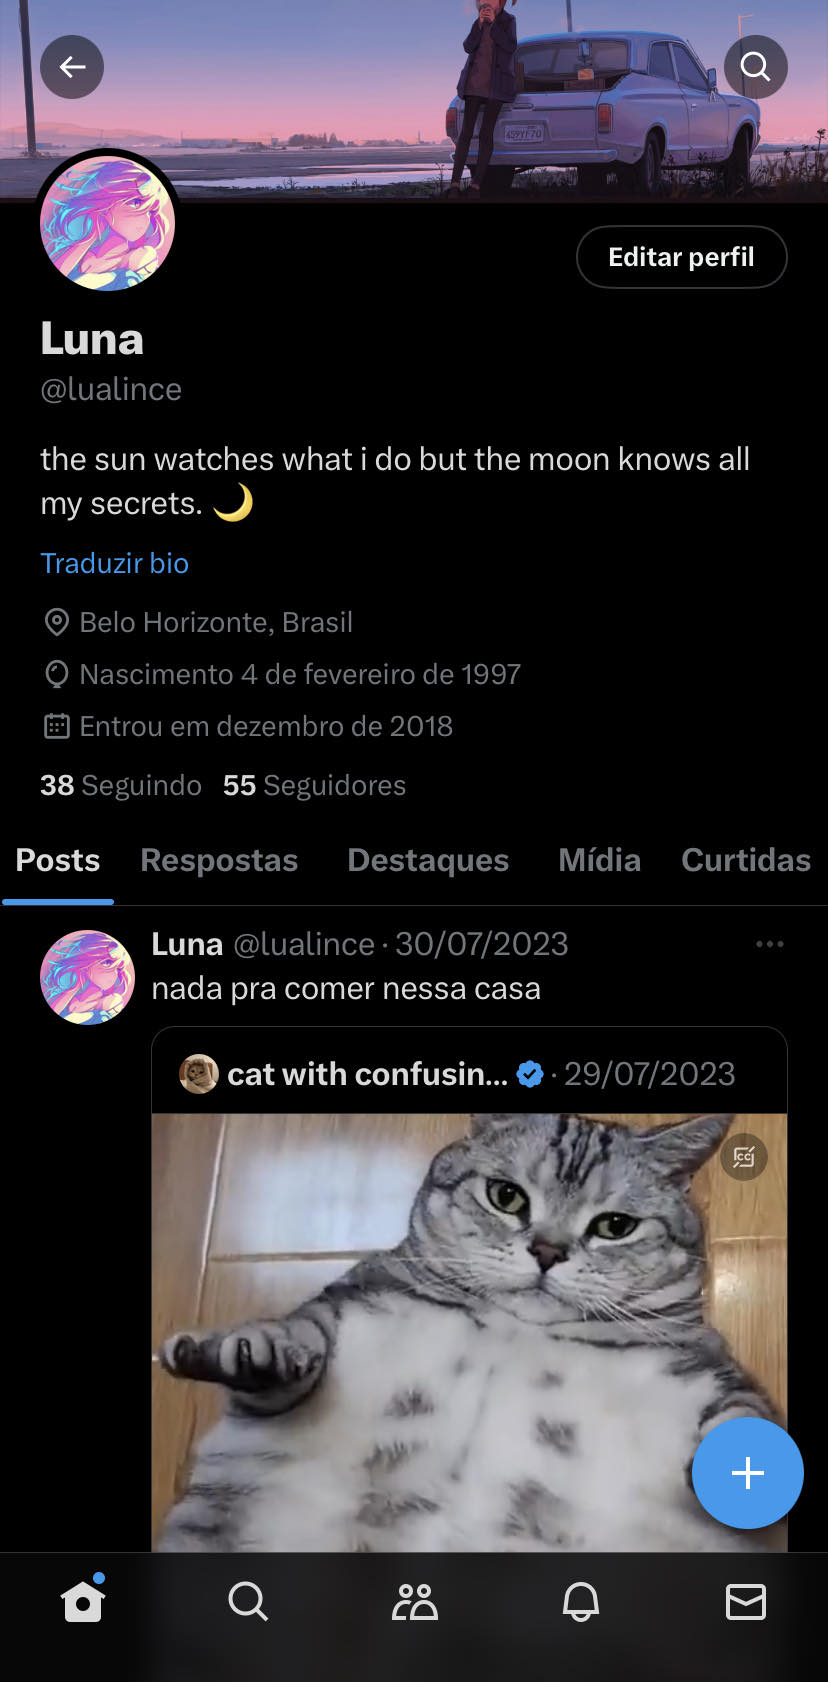 Editar perfil
Luna
@lualince
the sun watches what i do but the moon knows all
my secrets. 🌙
Traduzir bio
Belo Horizonte, Brasil
Nascimento 4 de fevereiro de 1997
Entrou em dezembro de 2018
38 Seguindo 55 Seguidores
Posts Respostas Destaques Mídia Curtidas
Luna @lualince · 30/07/2023
nada pra comer nessa casa
cat with confusin... · 29/07/2023